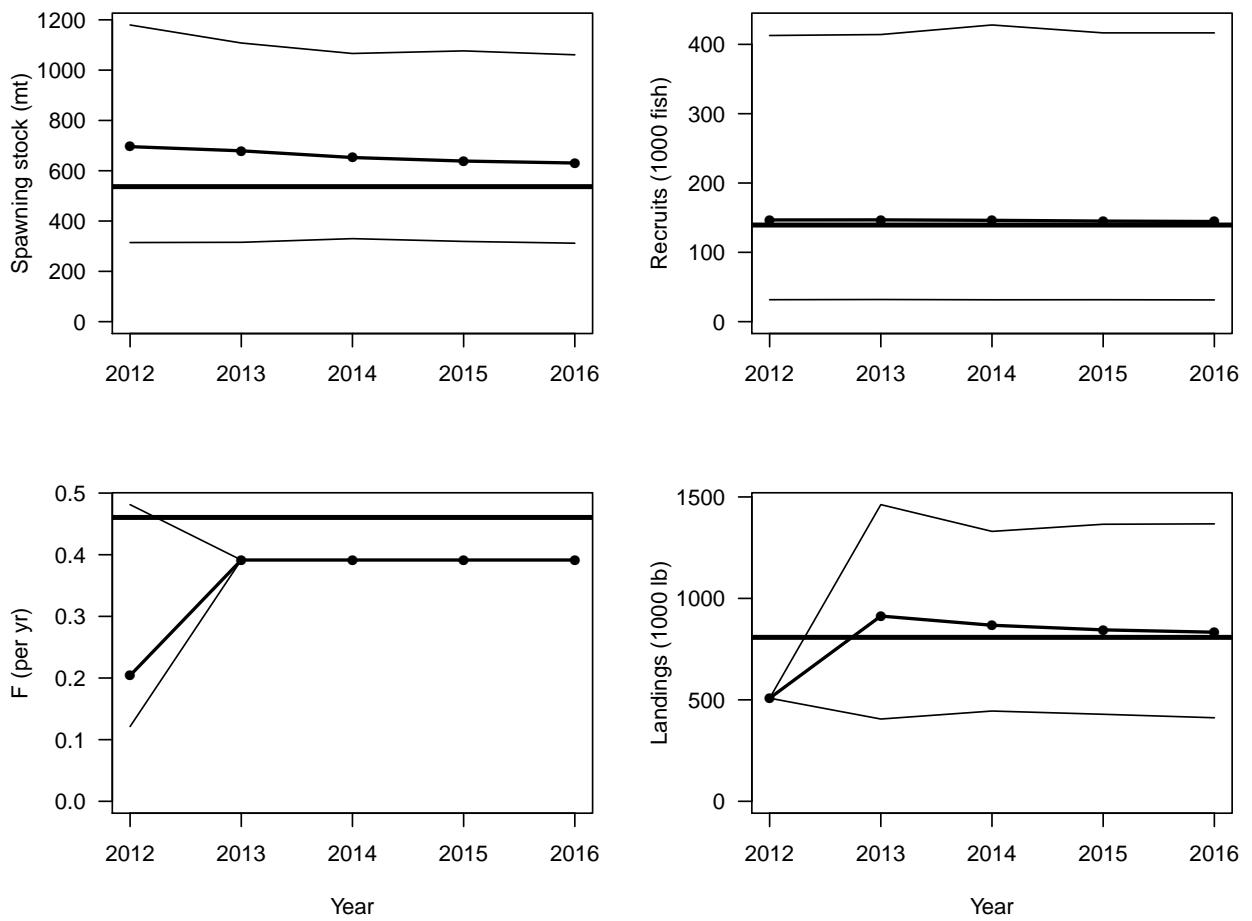 Spawning stock (mt)
1200
1000
800
600
400
200
0
2012 2013 2014 2015 2016
Recruits (1000 fish)
400
300
200
100
0
2012 2013 2014 2015 2016
F (per yr)
0.5
0.4
0.3
0.2
0.1
0.0
2012 2013 2014 2015 2016
Year
Landings (1000 lb)
1500
1000
500
0
2012 2013 2014 2015 2016
Year